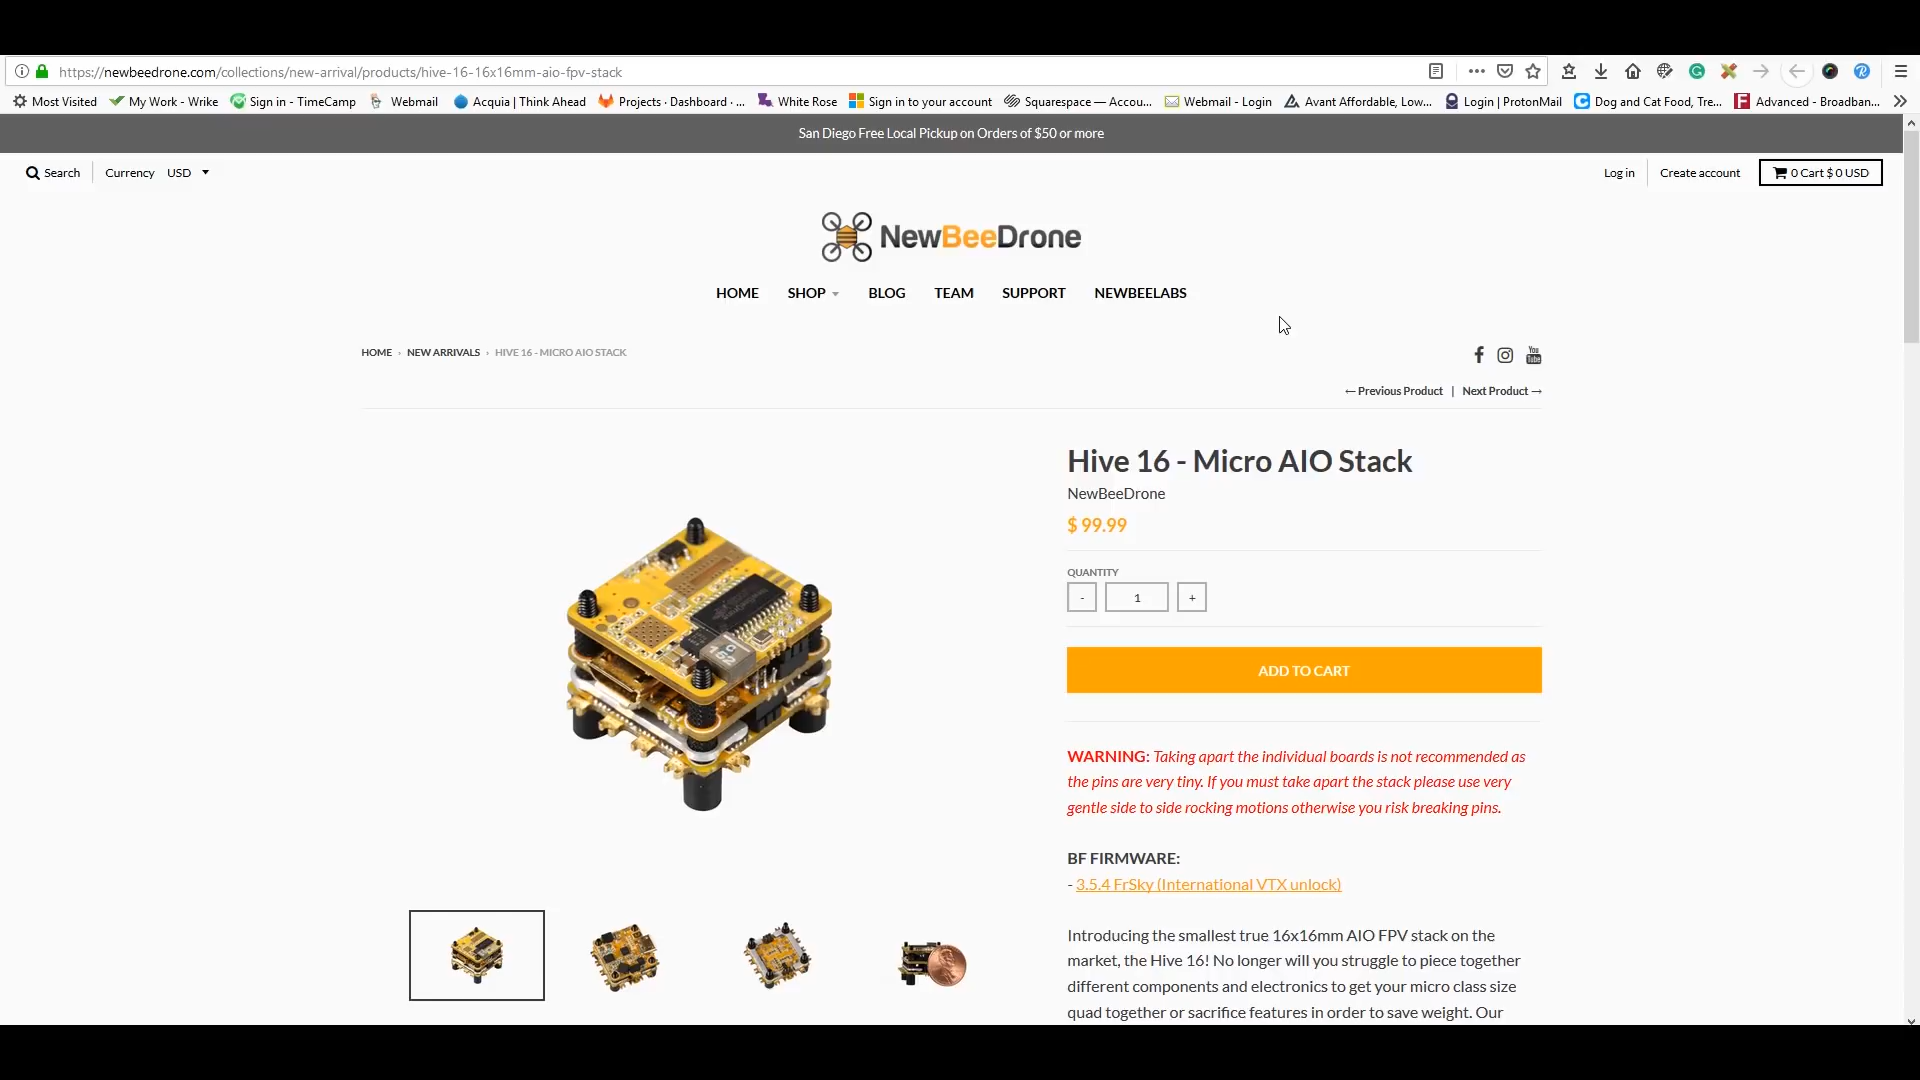 https://newbeedrone.com/collections/new-arrival/products/hive-16-16x16mm-aio-fpv-stack
Most Visited My Work - Wrike Sign in - TimeCamp Webmail Acquia | Think Ahead Projects · Dashboard · ... White Rose Sign in to your account Squarespace — Accou... Webmail - Login Avant Affordable, Low... Login | ProtonMail Dog and Cat Food, Tre... Advanced - Broadban...
San Diego Free Local Pickup on Orders of $50 or more
Search Currency USD Log in Create account 0 Cart $ 0 USD
NewBeeDrone
HOME SHOP BLOG TEAM SUPPORT NEWBEELABS
HOME › NEW ARRIVALS › HIVE 16 - MICRO AIO STACK
You Tube
← Previous Product | Next Product →
Hive 16 - Micro AIO Stack
NewBeeDrone
$ 99.99
QUANTITY
- 1 +
ADD TO CART
WARNING: Taking apart the individual boards is not recommended as
the pins are very tiny. If you must take apart the stack please use very
gentle side to side rocking motions otherwise you risk breaking pins.
BF FIRMWARE:
- 3.5.4 FrSky (International VTX unlock)
Introducing the smallest true 16x16mm AIO FPV stack on the
market, the Hive 16! No longer will you struggle to piece together
different components and electronics to get your micro class size
quad together or sacrifice features in order to save weight. Our